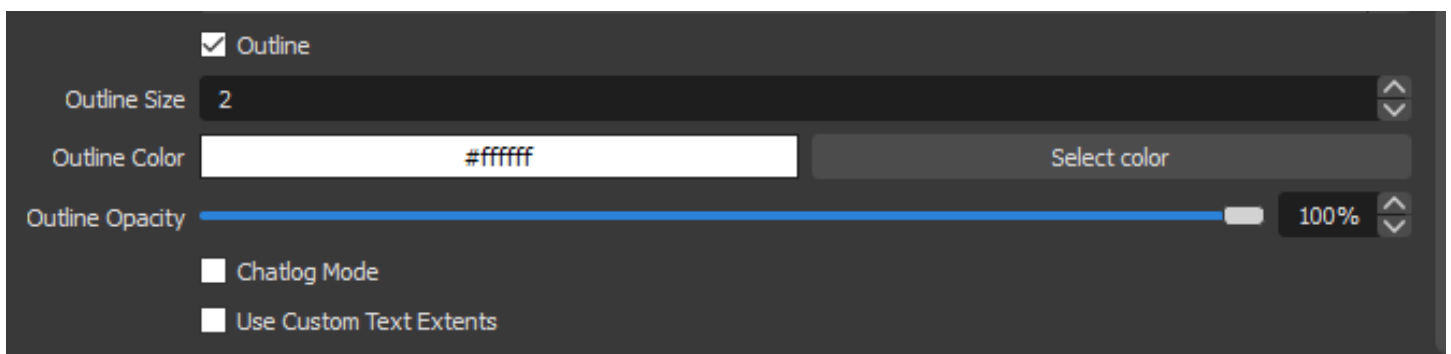 Outline
Outline Size 2
Outline Color #ffffff Select color
Outline Opacity 100%
Chatlog Mode
Use Custom Text Extents